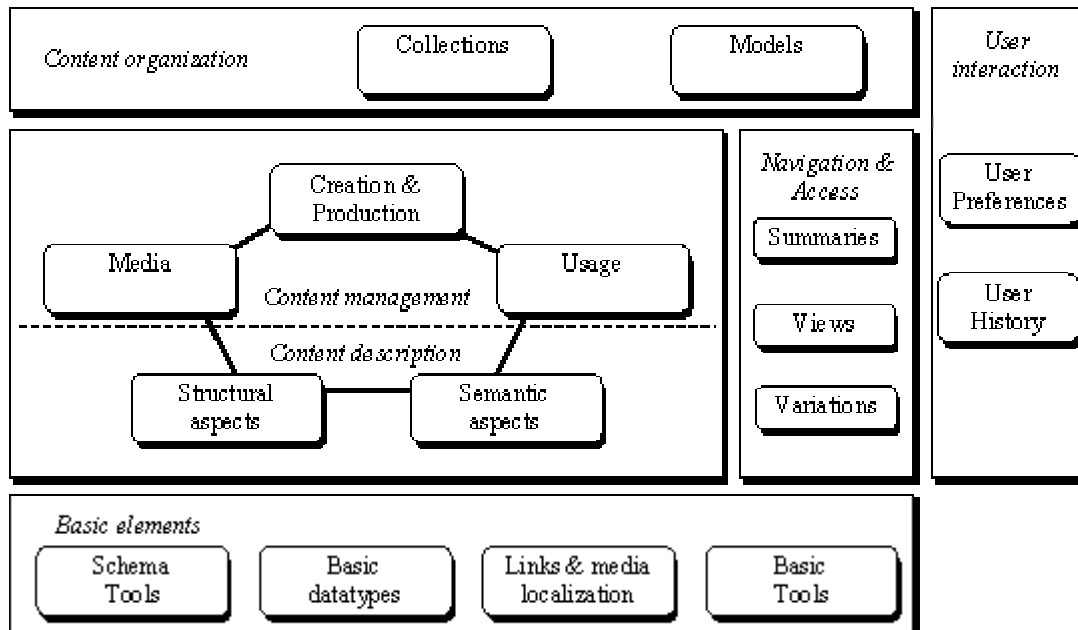 Content organization
Collections
Models
User
interaction
Creation &
Production
Media
Usage
Content management
Content description
Structural
aspects
Semantic
aspects
Navigation &
Access
Summaries
Views
Variations
User
Preferences
User
History
Basic elements
Schema
Tools
Basic
datatypes
Links & media
localization
Basic
Tools